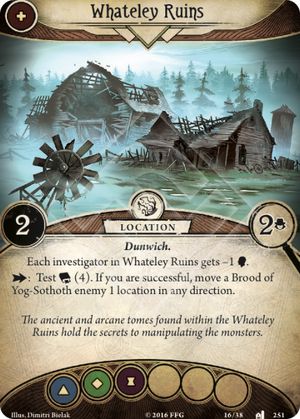 Whateley Ruins
2
LOCATION
2
Dunwich.
Each investigator in Whateley Ruins gets –1 .
: Test (4). If you are successful, move a Brood of
Yog-Sothoth enemy 1 location in any direction.
The ancient and arcane tomes found within the Whateley
Ruins hold the secrets to manipulating the monsters.
Illus. Dimitri Bielak
© 2016 FFG
16/38
251